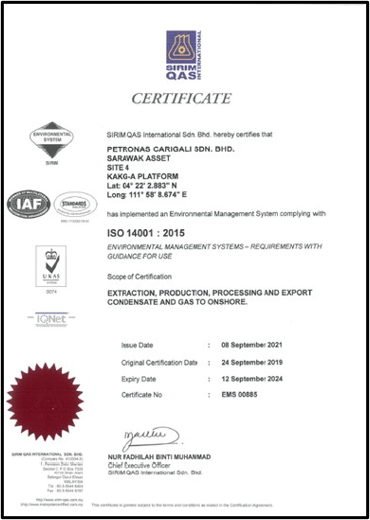 SIRIM
QAS
INTERNATIONAL
CERTIFICATE
ENVIRONMENTAL
SYSTEM
SIRIM
SIRIM QAS International Sdn. Bhd. hereby certifies that
PETRONAS CARIGALI SDN. BHD.
SARAWAK ASSET
SITE 4
KAKG-A PLATFORM
Lat: 04° 22' 2.883" N
Long: 111° 58' 8.674" E
IAF
STANDARDS
has implemented an Environmental Management System complying with
ISO 14001 : 2015
ENVIRONMENTAL MANAGEMENT SYSTEMS – REQUIREMENTS WITH
GUIDANCE FOR USE
UKAS
Scope of Certification
EXTRACTION, PRODUCTION, PROCESSING AND EXPORT
CONDENSATE AND GAS TO ONSHORE.
IQNet
Issue Date : 08 September 2021
Original Certification Date : 24 September 2019
Expiry Date : 12 September 2024
Certificate No : EMS 00885
SIRIM QAS INTERNATIONAL SDN. BHD.
NUR FADHILAH BINTI MUHAMMAD
Chief Executive Officer
SIRIM QAS International Sdn. Bhd.
This certificate is granted subject to the terms and condition as stated in the Certification Agreement.